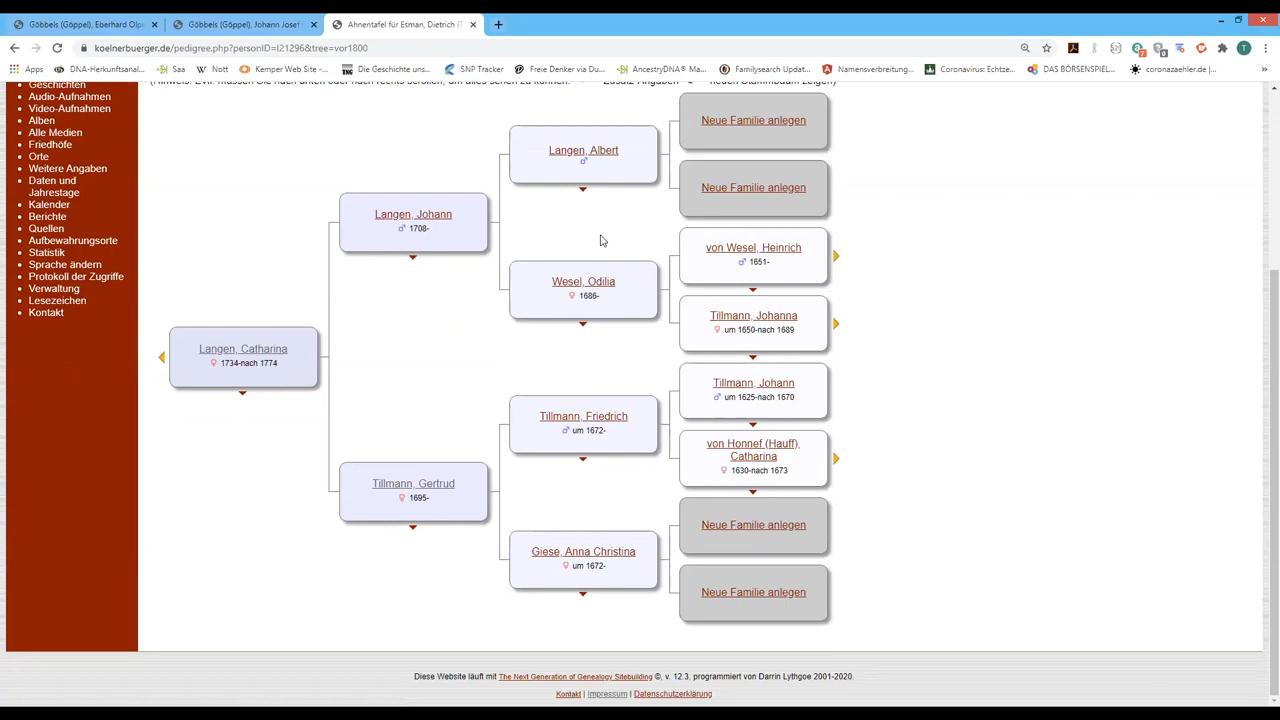 Göbbels (Göppel), Eberhard Olpe
Göbbels (Göppel), Johann Josef
Ahnentafel für Esman, Dietrich (
koelnerbuerger.de/pedigree.php?personID=I21296&tree=vor1800
Apps
DNA-Herkunftsanal...
Saa
Nott
Kemper Web Site -...
Die Geschichte uns...
SNP Tracker
Freie Denker via Du...
AncestryDNA® Ma...
Familysearch Updat...
Namensverbreitung...
Coronavirus: Echtze...
DAS BÖRSENSPIEL...
coronazaehler.de |...
Geschichten
Audio-Aufnahmen
Video-Aufnahmen
Alben
Alle Medien
Friedhöfe
Orte
Weitere Angaben
Daten und
Jahrestage
Kalender
Berichte
Quellen
Aufbewahrungsorte
Statistik
Sprache ändern
Protokoll der Zugriffe
Verwaltung
Lesezeichen
Kontakt
Neue Familie anlegen
Langen, Albert
♂
Neue Familie anlegen
Langen, Johann
♂ 1708-
von Wesel, Heinrich
♂ 1651-
Wesel, Odilia
♀ 1686-
Tillmann, Johanna
♀ um 1650-nach 1689
Langen, Catharina
♀ 1734-nach 1774
Tillmann, Johann
♂ um 1625-nach 1670
Tillmann, Friedrich
♂ um 1672-
von Honnef (Hauff),
Catharina
♀ 1630-nach 1673
Tillmann, Gertrud
♀ 1695-
Neue Familie anlegen
Giese, Anna Christina
♀ um 1672-
Neue Familie anlegen
Diese Website läuft mit The Next Generation of Genealogy Sitebuilding ©, v. 12.3, programmiert von Darrin Lythgoe 2001-2020.
Kontakt | Impressum | Datenschutzerklärung